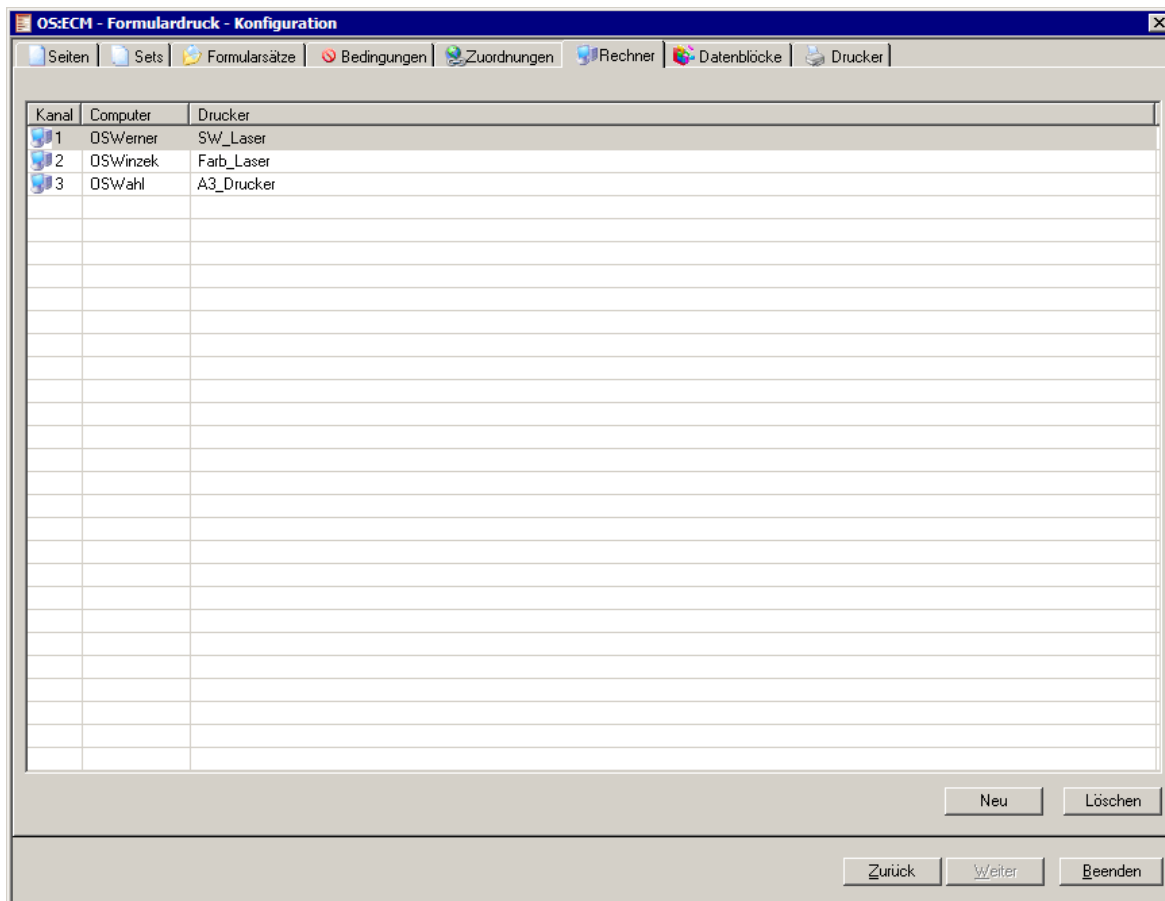 OS:ECM - Formulardruck - Konfiguration
Seiten Sets Formularsätze Bedingungen Zuordnungen Rechner Datenblöcke Drucker
Kanal Computer Drucker
1 OSWerner SW_Laser
2 OSWinzek Farb_Laser
3 OSWahl A3_Drucker
Neu Löschen
Zurück Weiter Beenden